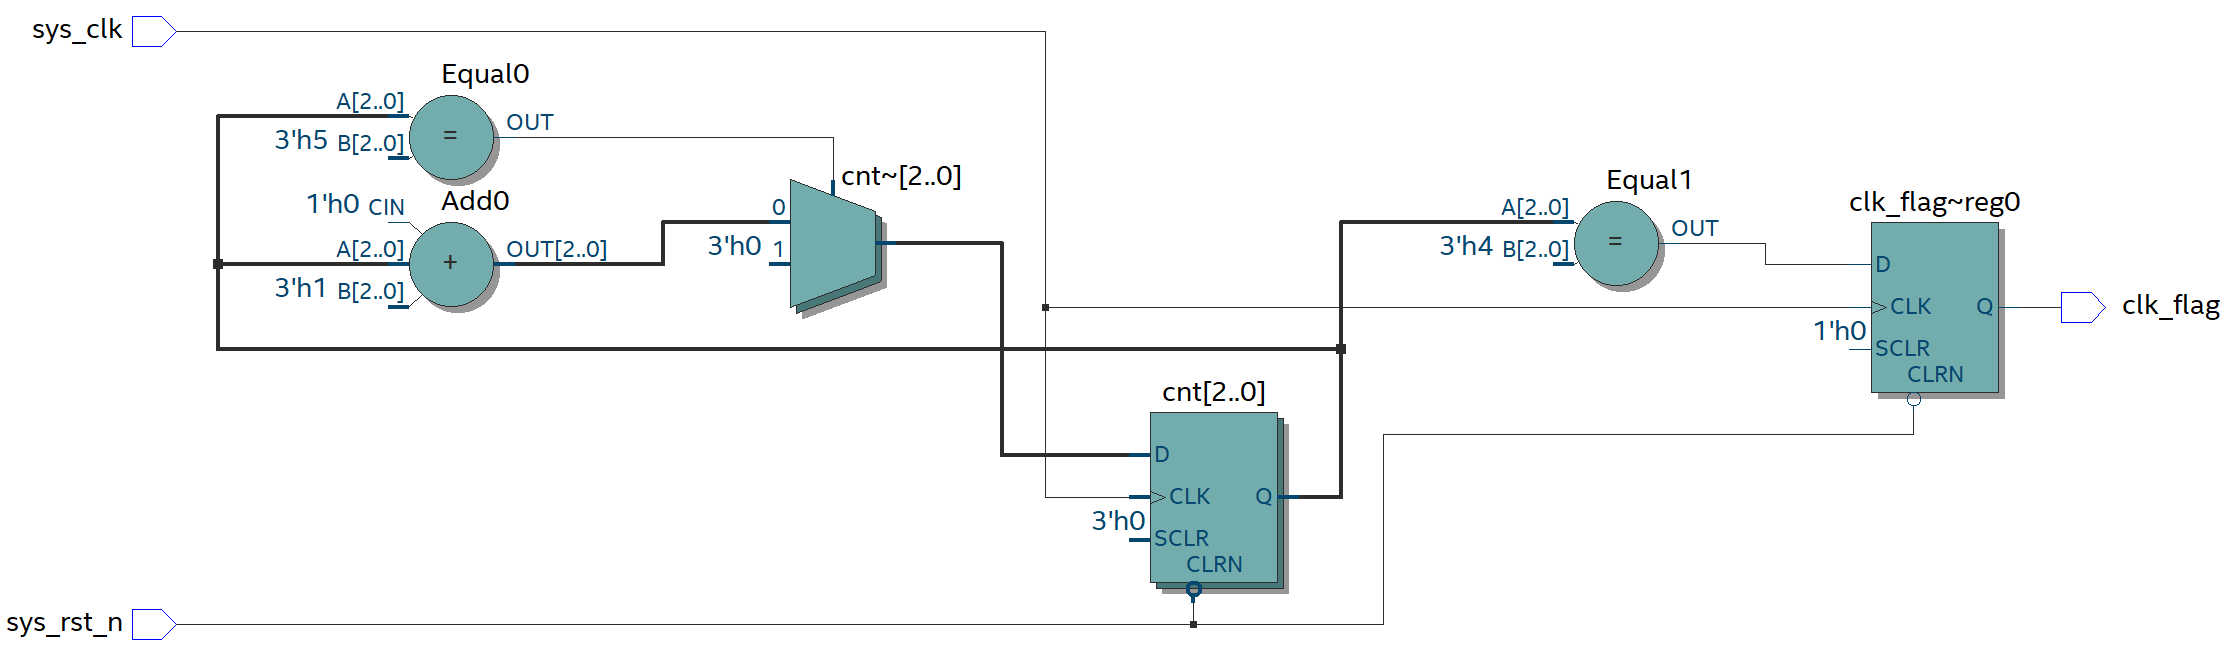 sys_clk
Equal0
A[2..0]
3'h5 B[2..0]
=
OUT
1'h0 CIN
Add0
A[2..0]
3'h1 B[2..0]
+
OUT[2..0]
cnt~[2..0]
0
3'h0 1
Equal1
A[2..0]
3'h4 B[2..0]
=
OUT
clk_flag~reg0
D
CLK
Q
1'h0
SCLR
CLRN
clk_flag
cnt[2..0]
D
CLK
Q
3'h0
SCLR
CLRN
sys_rst_n